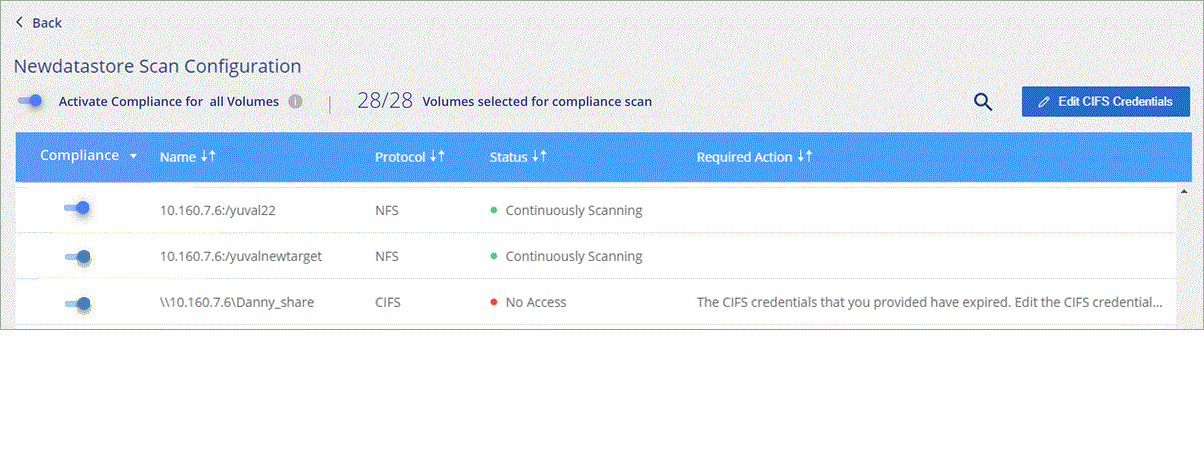 Back
Newdatastore Scan Configuration
Activate Compliance for all Volumes i 28/28 Volumes selected for compliance scan Edit CIFS Credentials
Compliance Name Protocol Status Required Action
10.160.7.6:/yuval22 NFS Continuously Scanning
10.160.7.6:/yuvalnewtarget NFS Continuously Scanning
\\10.160.7.6\Danny_share CIFS No Access The CIFS credentials that you provided have expired. Edit the CIFS credential...